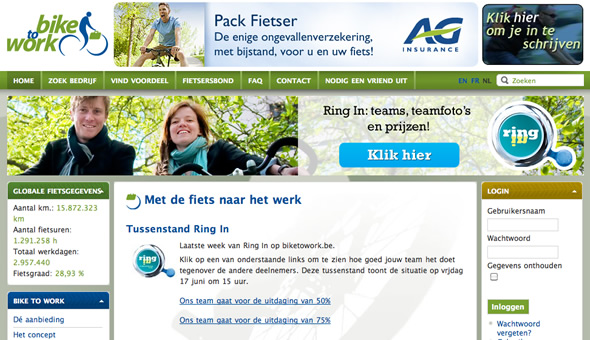 bike
to
work
Pack Fietser
De enige ongevallenverzekering,
met bijstand, voor u en uw fiets!
AG
INSURANCE
Klik hier
om je in te
schrijven
HOME
ZOEK BEDRIJF
VIND VOORDEEL
FIETSERSBOND
FAQ
CONTACT
NODIG EEN VRIEND UIT
EN FR NL
Zoeken
Ring In: teams, teamfoto's
en prijzen!
Klik hier
ring
in
GLOBALE FIETSGEGEVENS
Aantal km.: 15.872.323
km
Aantal fietsuren:
1.291.258 h
Totaal werkdagen:
2.957.440
Fietsgraad: 28,93 %
BIKE TO WORK
Dé aanbieding
Het concept
Met de fiets naar het werk
Tussenstand Ring In
ring
in
Laatste week van Ring In op biketowork.be.
Klik op een van onderstaande links om te zien hoe goed jouw team het doet
tegenover de andere deelnemers. Deze tussenstand toont de situatie op vrijdag
17 juni om 15 uur.
Ons team gaat voor de uitdaging van 50%
Ons team gaat voor de uitdaging van 75%
LOGIN
Gebruikersnaam
Wachtwoord
Gegevens onthouden
Inloggen
Wachtwoord
vergeten?